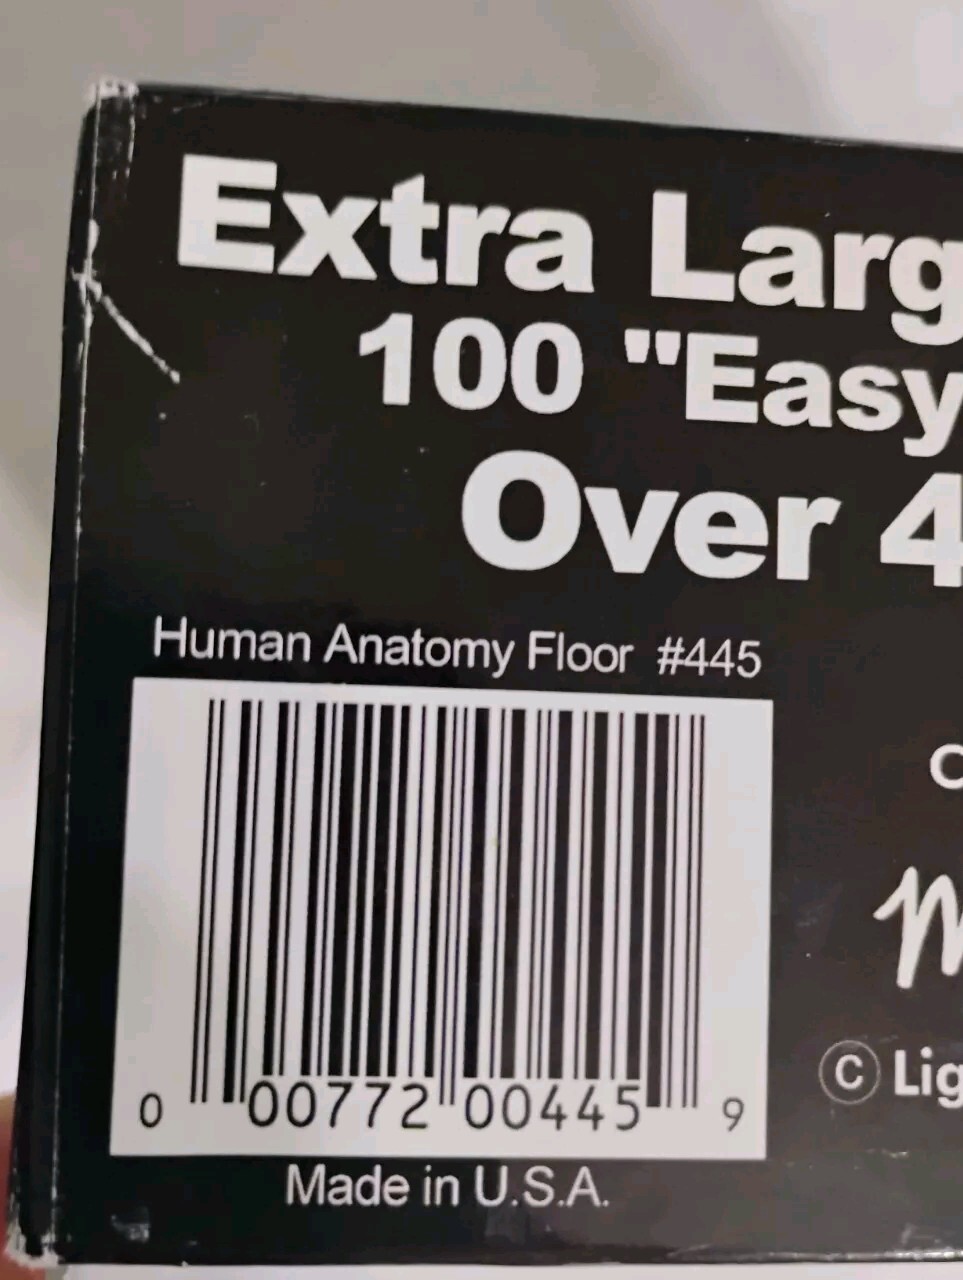 Extra Larg
100 "Easy
Over 4
Human Anatomy Floor #445
0 00772 00445 9
Made in U.S.A.
© Lig